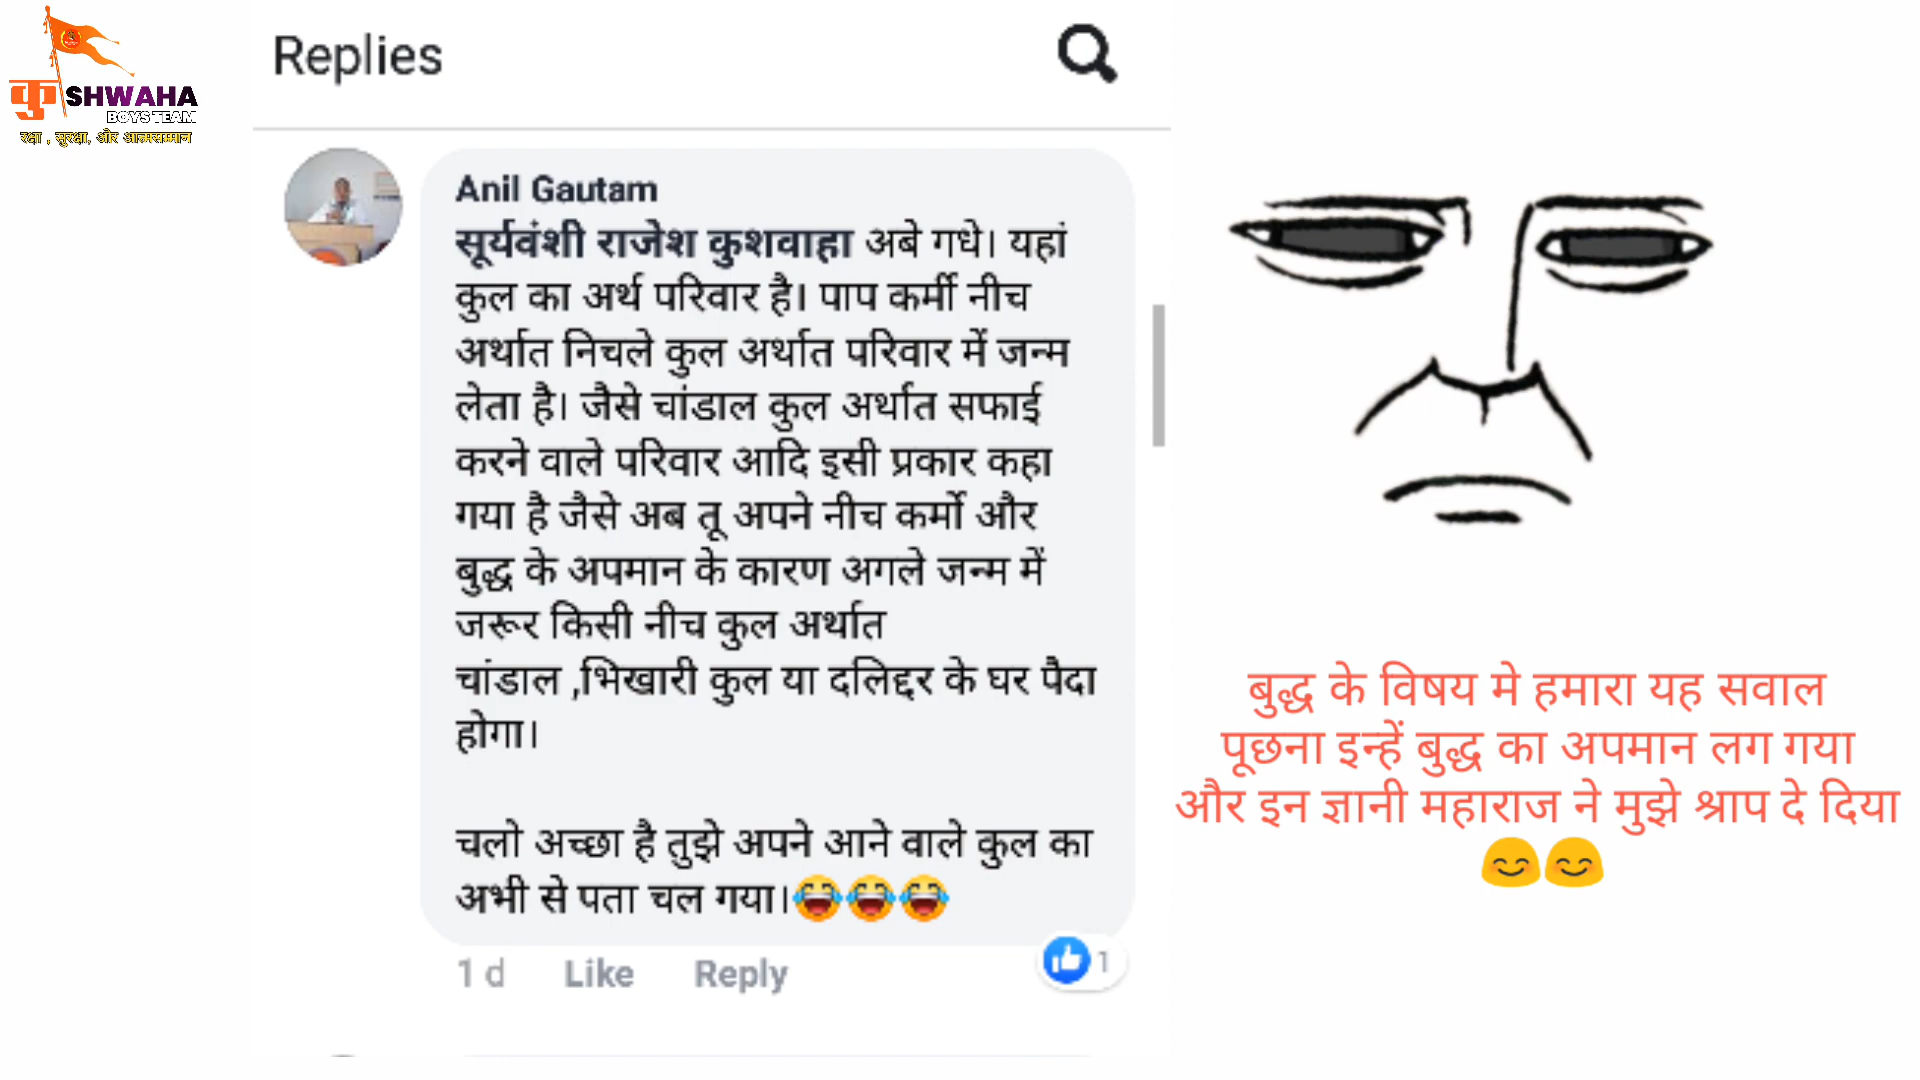 कुSHWAHA
BOYS TEAM
रक्षा , सुरक्षा, और आत्मसम्मान
Replies
Anil Gautam
सूर्यवंशी राजेश कुशवाहा अबे गधे। यहां
कुल का अर्थ परिवार है। पाप कर्मी नीच
अर्थात निचले कुल अर्थात परिवार में जन्म
लेता है। जैसे चांडाल कुल अर्थात सफाई
करने वाले परिवार आदि इसी प्रकार कहा
गया है जैसे अब तू अपने नीच कर्मो और
बुद्ध के अपमान के कारण अगले जन्म में
जरूर किसी नीच कुल अर्थात
चांडाल ,भिखारी कुल या दलिद्दर के घर पैदा
होगा।
चलो अच्छा है तुझे अपने आने वाले कुल का
अभी से पता चल गया।😂😂😂
1 d Like Reply 1
बुद्ध के विषय मे हमारा यह सवाल
पूछना इन्हें बुद्ध का अपमान लग गया
और इन ज्ञानी महाराज ने मुझे श्राप दे दिया
😊😊